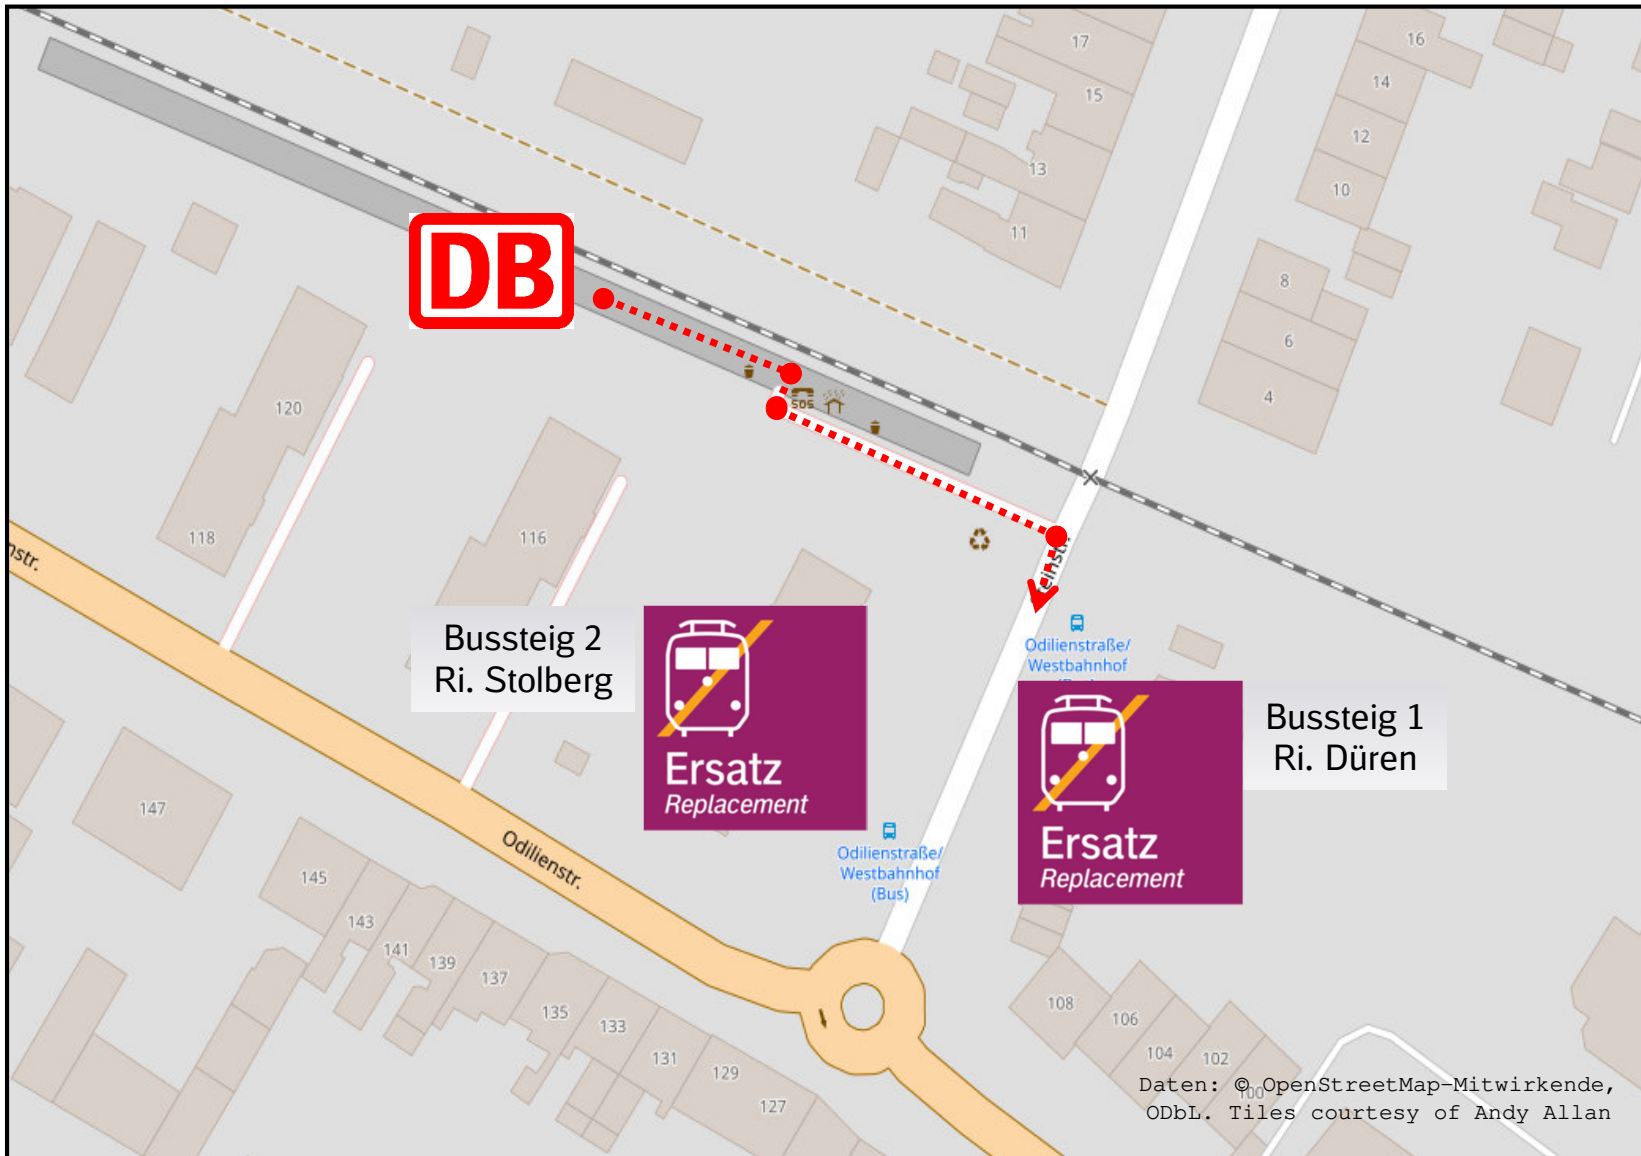 17
16
15
14
12
13
10
11
8
6
4
DB
SOS
120
118
116
nstr.
Bussteig 2
Ri. Stolberg
Ersatz
Replacement
Odilienstraße/
Westbahnhof
Bussteig 1
Ri. Düren
Ersatz
Replacement
Odilienstraße/
Westbahnhof
(Bus)
Odilienstr.
147
145
143
141
139
137
135
133
131
129
127
108
106
104
102
100
Daten: © OpenStreetMap-Mitwirkende,
ODbL. Tiles courtesy of Andy Allan